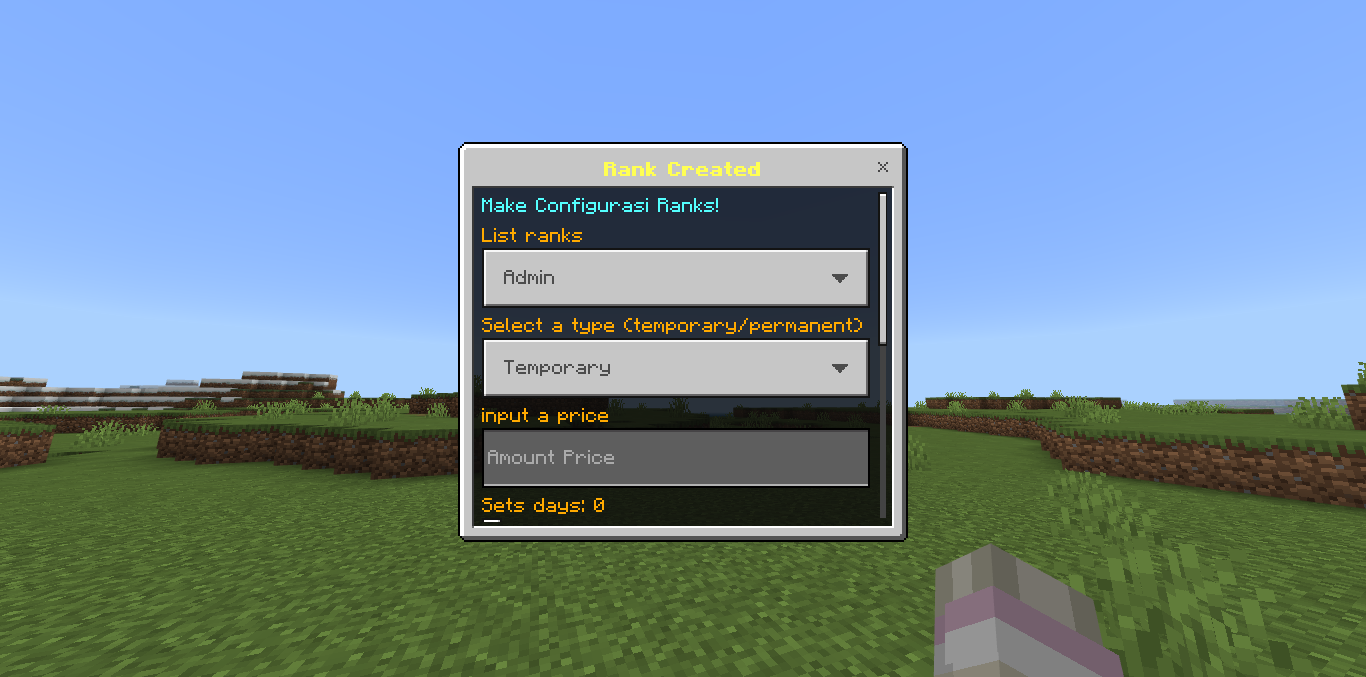 Rank Created
Make Configurasi Ranks!
List ranks
Admin
Select a type (temporary/permanent)
Temporary
input a price
Amount Price
Sets days: 0